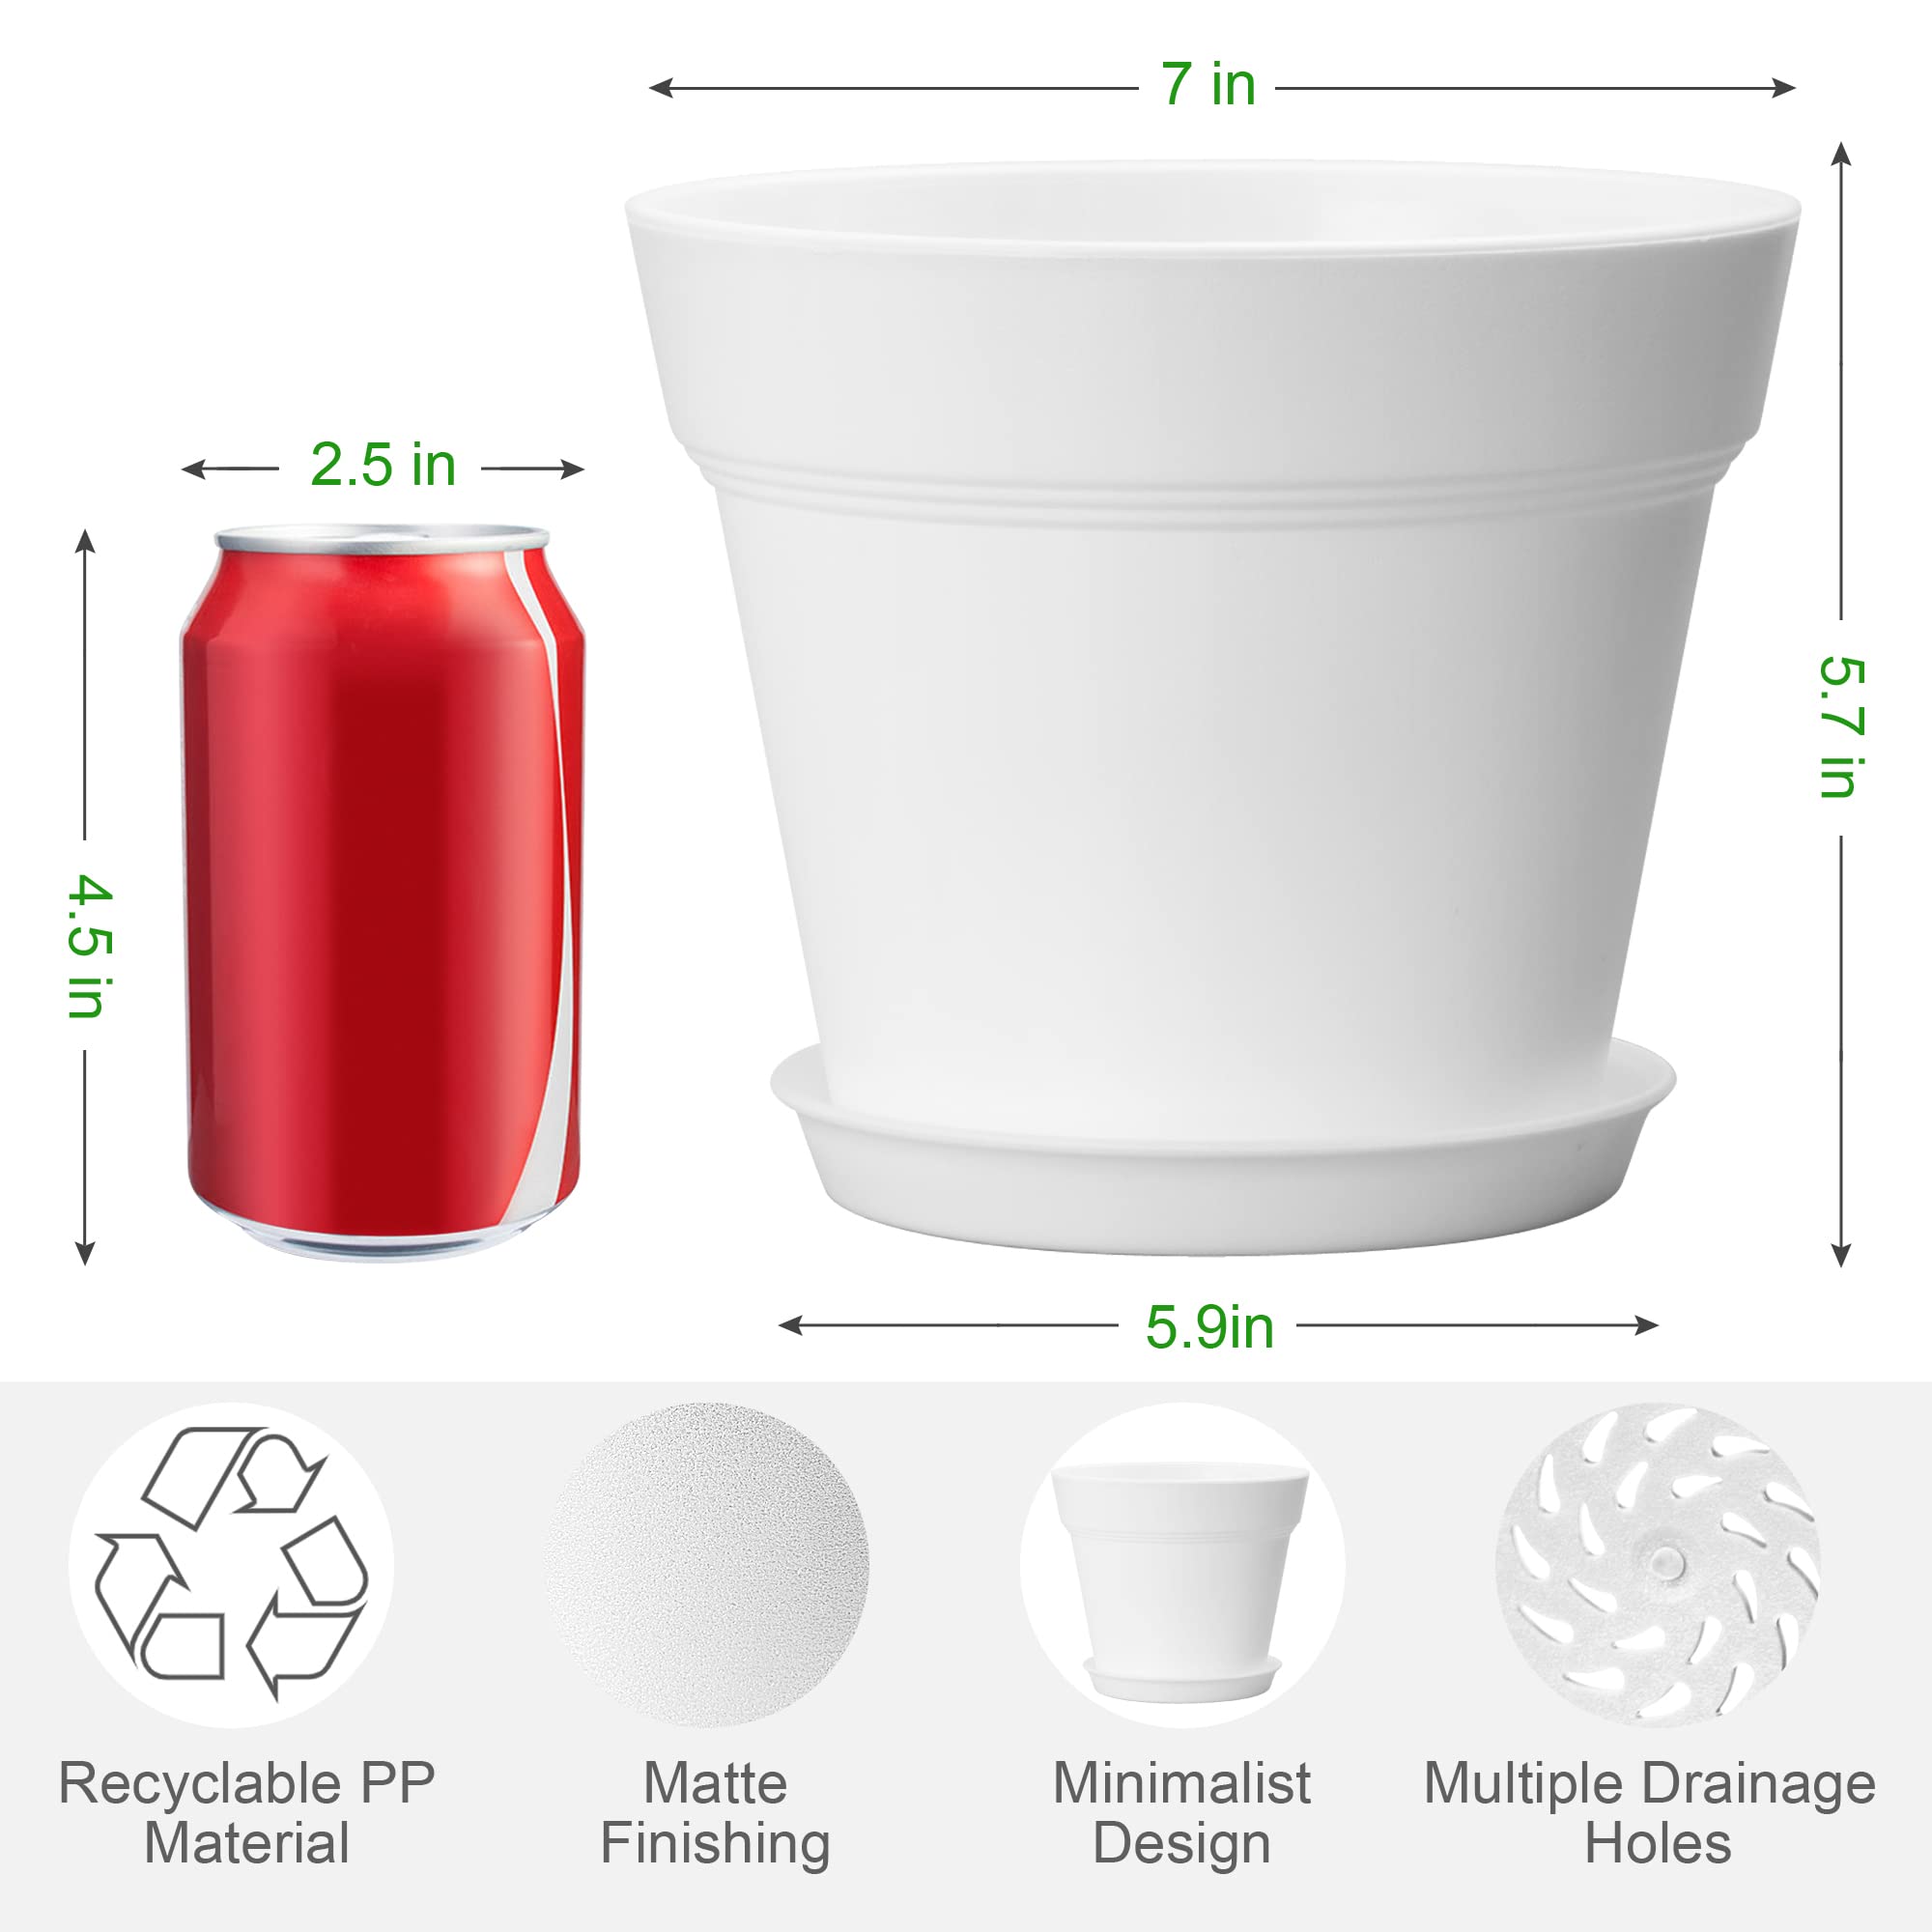 7 in
2.5 in
4.5 in
5.7 in
5.9in
Recyclable PP
Material
Matte
Finishing
Minimalist
Design
Multiple Drainage
Holes